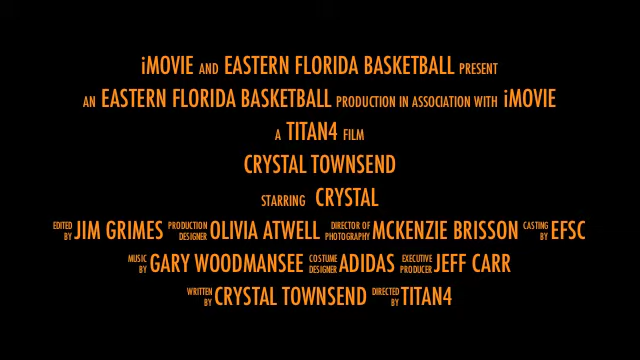 iMOVIE AND EASTERN FLORIDA BASKETBALL PRESENT
AN EASTERN FLORIDA BASKETBALL PRODUCTION IN ASSOCIATION WITH iMOVIE
A TITAN4 FILM
CRYSTAL TOWNSEND
STARRING CRYSTAL
EDITED BY JIM GRIMES PRODUCTION DESIGNER OLIVIA ATWELL DIRECTOR OF PHOTOGRAPHY MCKENZIE BRISSON CASTING BY EFSC
MUSIC BY GARY WOODMANSEE COSTUME DESIGNER ADIDAS EXECUTIVE PRODUCER JEFF CARR
WRITTEN BY CRYSTAL TOWNSEND DIRECTED BY TITAN4